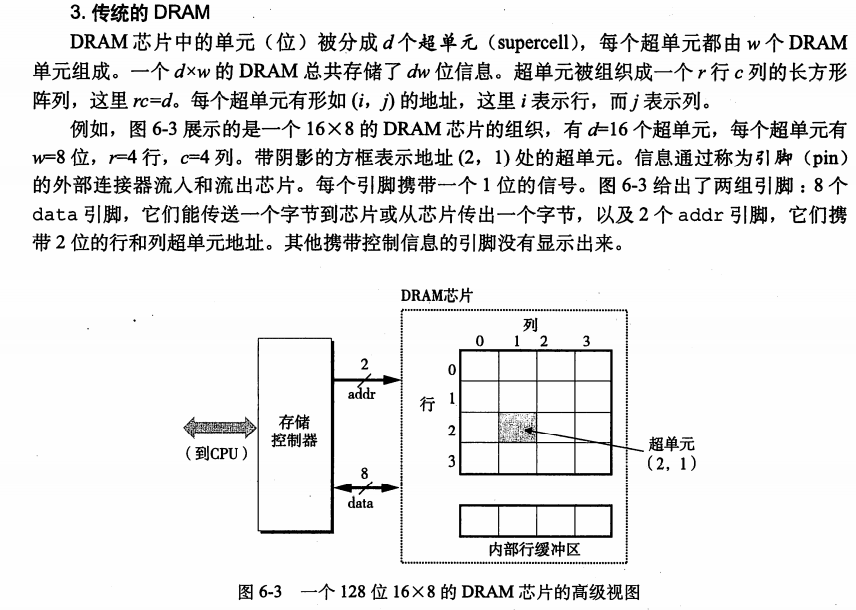 3. 传统的 DRAM
DRAM 芯片中的单元（位）被分成 d 个超单元（supercell），每个超单元都由 w 个 DRAM
单元组成。一个 d×w 的 DRAM 总共存储了 dw 位信息。超单元被组织成一个 r 行 c 列的长方形
阵列，这里 rc=d。每个超单元有形如 (i, j) 的地址，这里 i 表示行，而 j 表示列。
例如，图 6-3 展示的是一个 16×8 的 DRAM 芯片的组织，有 d=16 个超单元，每个超单元有
w=8 位，r=4 行，c=4 列。带阴影的方框表示地址 (2，1) 处的超单元。信息通过称为引脚（pin）
的外部连接器流入和流出芯片。每个引脚携带一个 1 位的信号。图 6-3 给出了两组引脚：8 个
data 引脚，它们能传送一个字节到芯片或从芯片传出一个字节，以及 2 个 addr 引脚，它们携
带 2 位的行和列超单元地址。其他携带控制信息的引脚没有显示出来。
DRAM芯片
列
0 1 2 3
0
1
2
3
行
2
addr
存储
控制器
（到CPU）
8
data
超单元
（2，1）
内部行缓冲区
图 6-3 一个 128 位 16×8 的 DRAM 芯片的高级视图